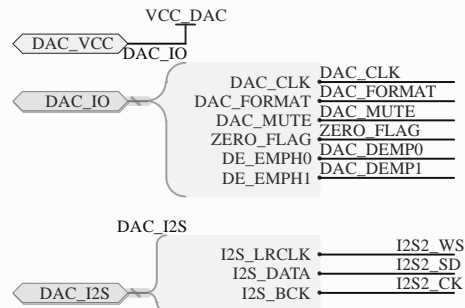 VCC_DAC
DAC_VCC
DAC_IO
DAC_IO
DAC_CLK DAC_CLK
DAC_FORMAT DAC_FORMAT
DAC_MUTE DAC_MUTE
ZERO_FLAG ZERO_FLAG
DE_EMPH0 DAC_DEMP0
DE_EMPH1 DAC_DEMP1
DAC_I2S
I2S_LRCLK I2S2_WS
I2S_DATA I2S2_SD
I2S_BCK I2S2_CK
DAC_I2S